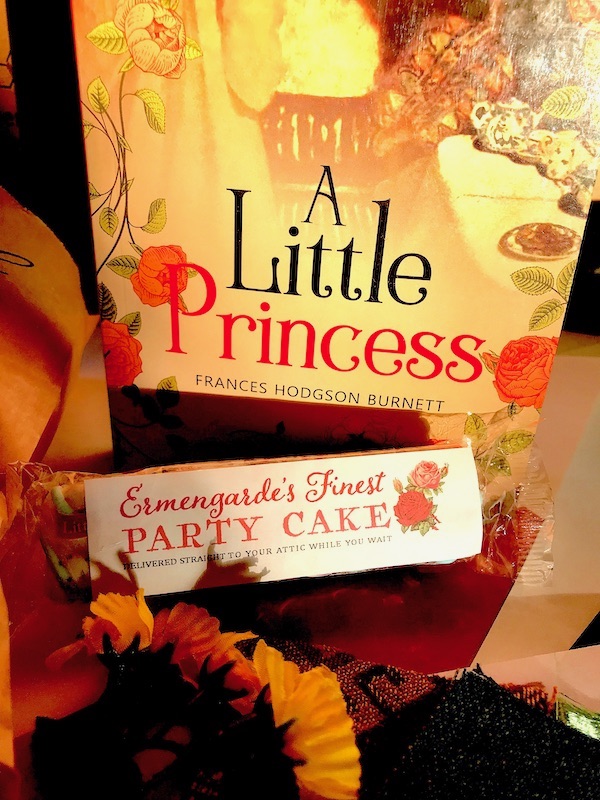 A
Little
Princess
FRANCES HODGSON BURNETT
Ermengarde's Finest
PARTY CAKE
DELIVERED STRAIGHT TO YOUR ATTIC WHILE YOU WAIT